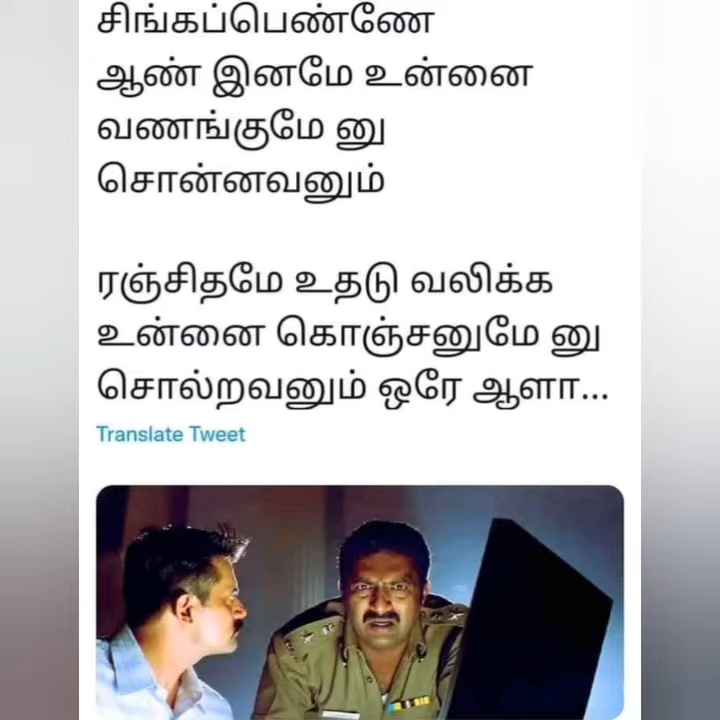 சிங்கப்பெண்ணே
ஆண் இனமே உன்னை
வணங்குமே னு
சொன்னவனும்
ரஞ்சிதமே உதடு வலிக்க
உன்னை கொஞ்சனுமே னு
சொல்றவனும் ஒரே ஆளா...
Translate Tweet